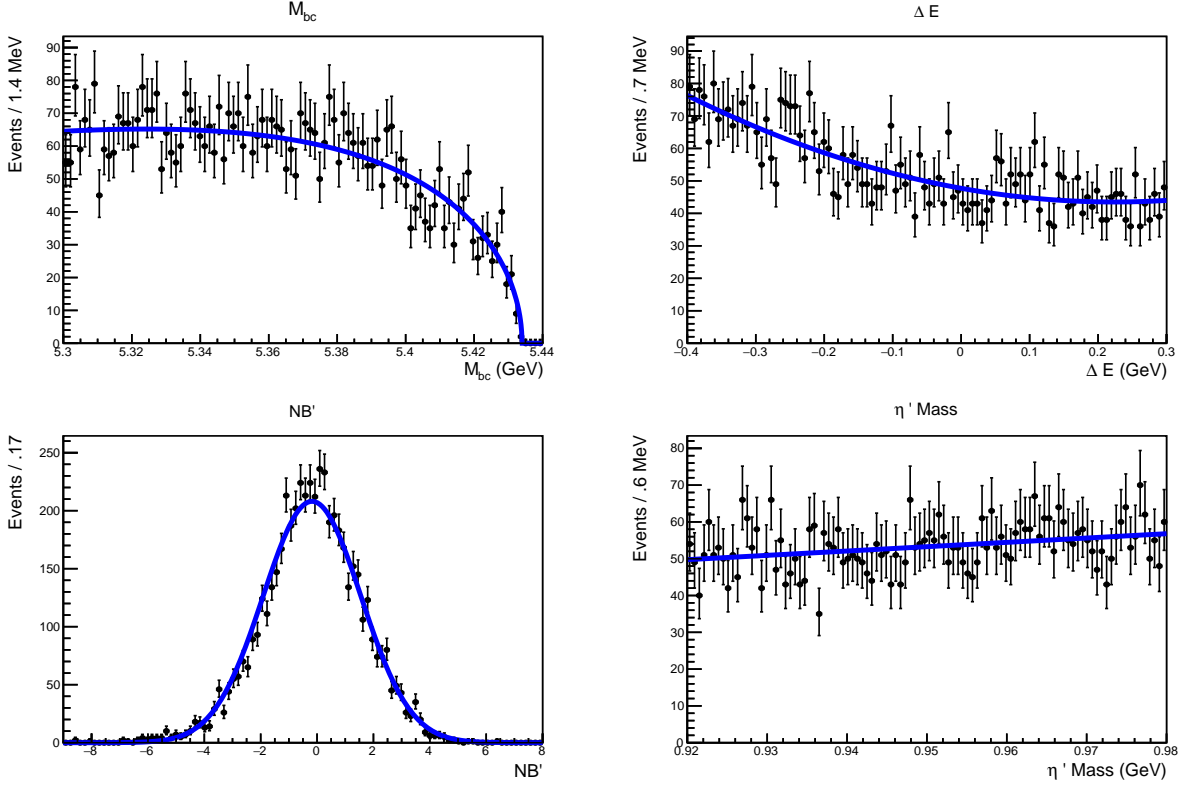 M_bc
Events / 1.4 MeV
90
80
70
60
50
40
30
20
10
0
5.3 5.32 5.34 5.36 5.38 5.4 5.42 5.44
M_bc (GeV)
Δ E
Events / .7 MeV
90
80
70
60
50
40
30
20
10
0
−0.4 −0.3 −0.2 −0.1 0 0.1 0.2 0.3
Δ E (GeV)
NB'
Events / .17
250
200
150
100
50
0
−8 −6 −4 −2 0 2 4 6 8
NB'
η ' Mass
Events / .6 MeV
80
70
60
50
40
30
20
10
0
0.92 0.93 0.94 0.95 0.96 0.97 0.98
η ' Mass (GeV)